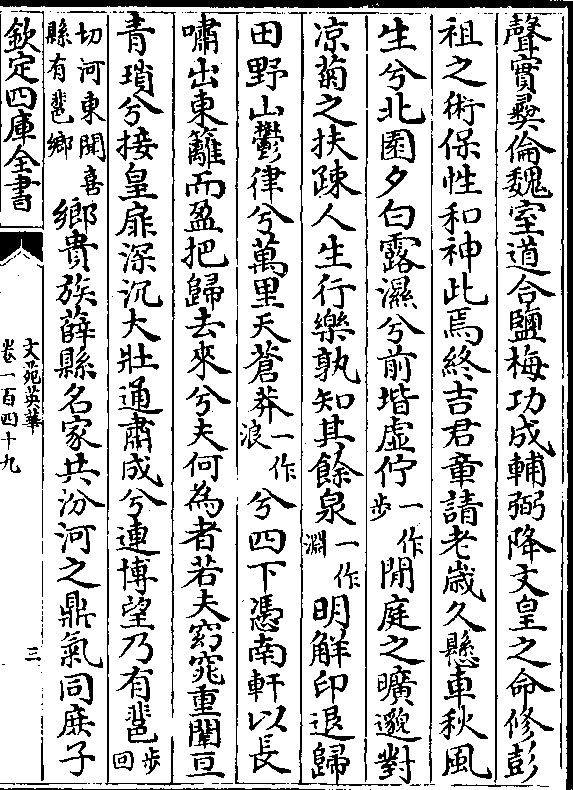 聲實彝倫魏室道合鹽梅功成輔弼降文皇之命修彭
祖之術保性和神此焉終吉君章請老歳久懸車秋風
生兮北園夕白露濕兮前堦虚佇一作步閒庭之曠邈對
凉菊之扶踈人生行樂孰知其餘泉一作淵明解印退歸
田野山鬱律兮萬里天蒼莽一作浪兮四下憑南軒以長
嘯出東籬而盈把歸去來兮夫何為者若夫窈窕重闈亘
青瑣兮接皇扉深沉大壯通肅成兮連博望乃有𨛬步回
切河東聞喜縣有𨛬鄉鄉貴族薛縣名家共汾河之鼎氣同庶子
欽定四庫全書
文苑英華
卷一百四十九
三